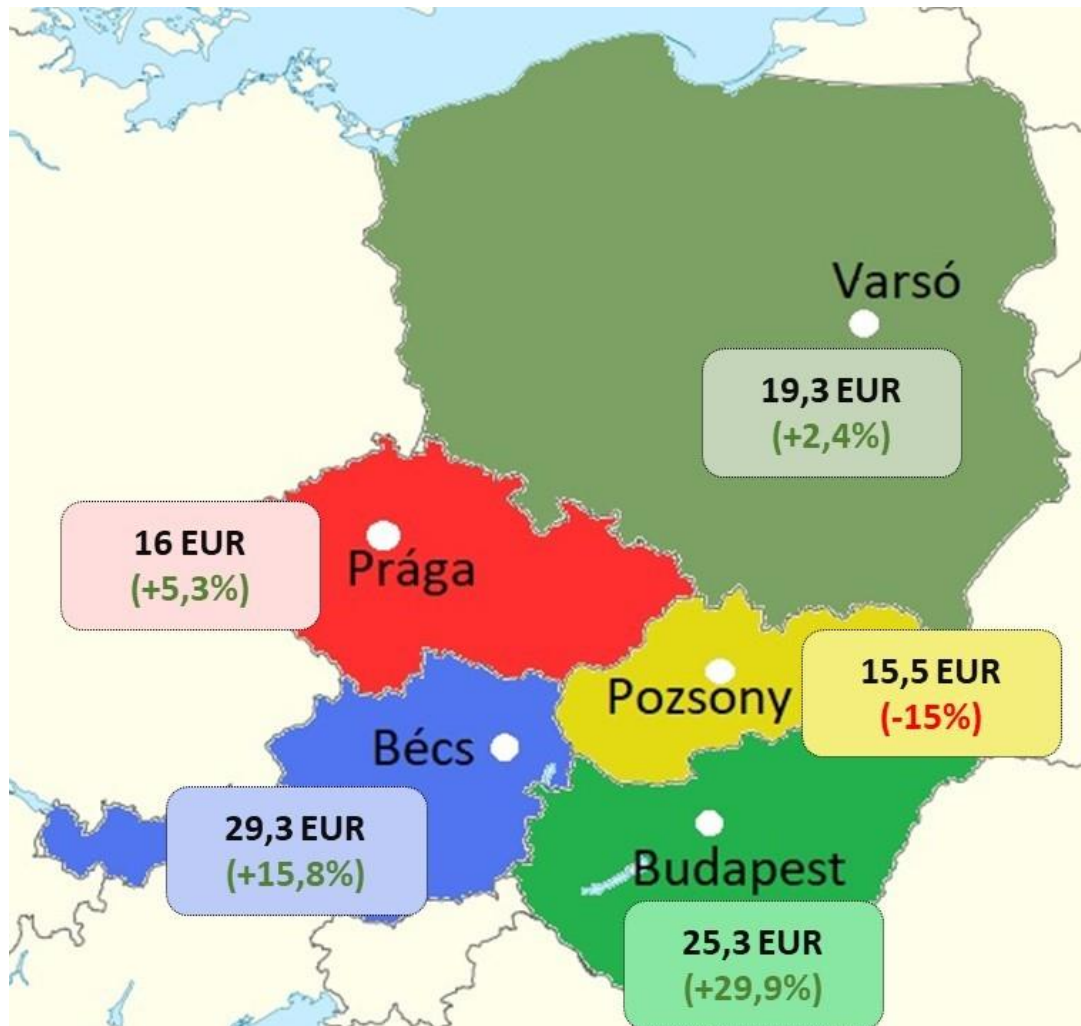 Varsó
19,3 EUR
(+2,4%)
16 EUR
(+5,3%)
Prága
15,5 EUR
(-15%)
Pozsony
Bécs
29,3 EUR
(+15,8%)
Budapest
25,3 EUR
(+29,9%)